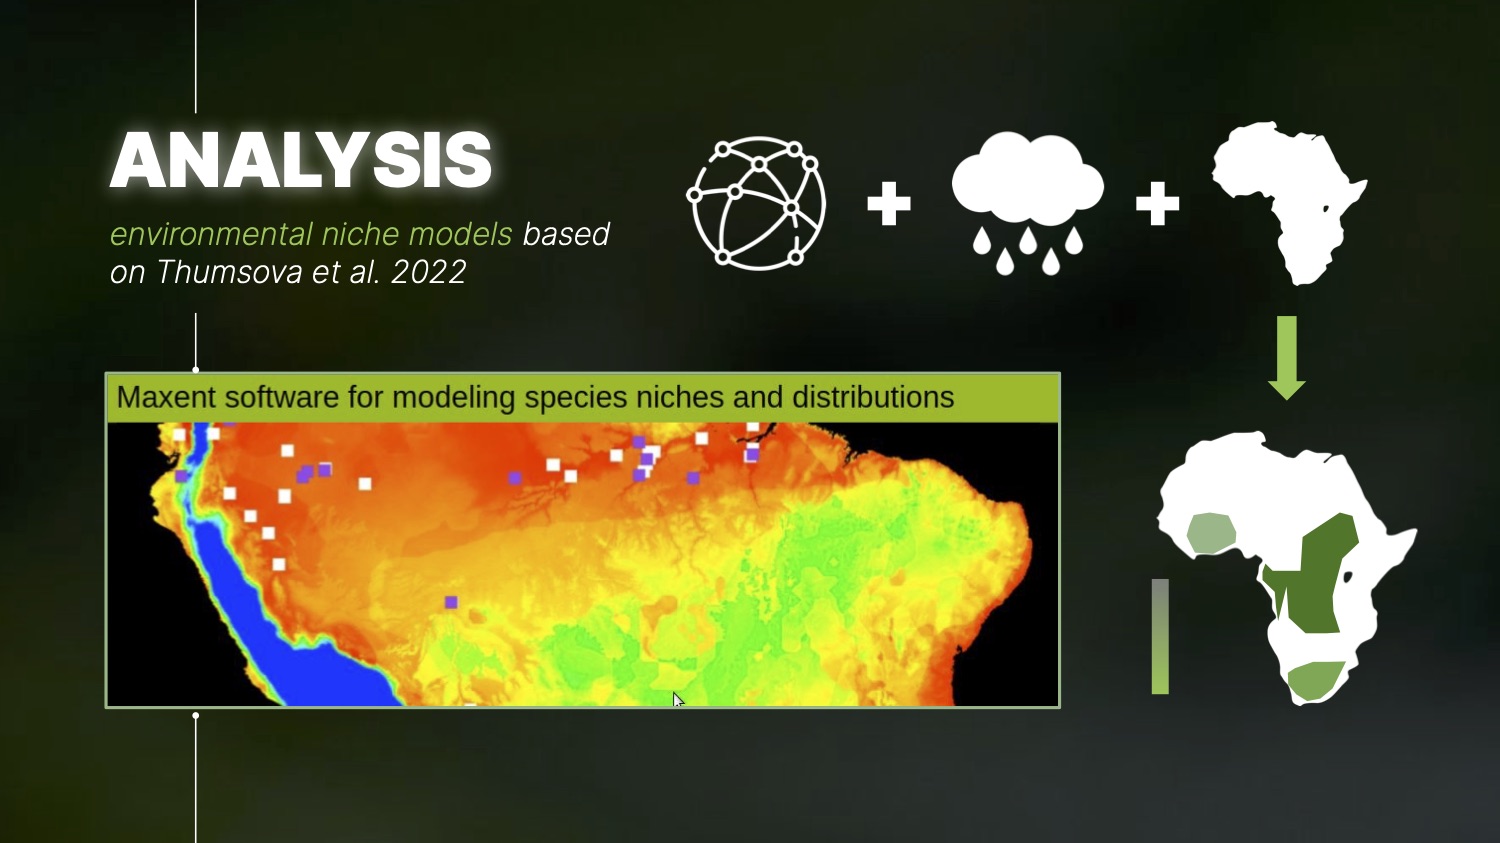 ANALYSIS
environmental niche models based
on Thumsova et al. 2022
Maxent software for modeling species niches and distributions